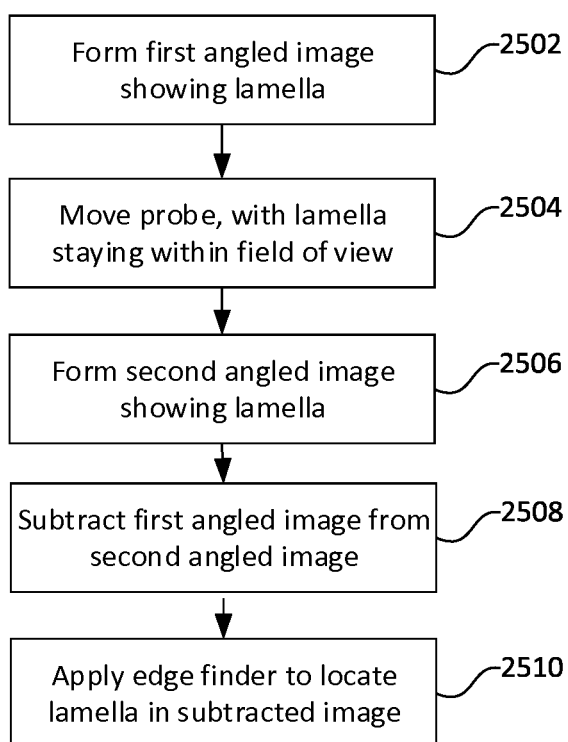 Form first angled image
showing lamella
2502
Move probe, with lamella
staying within field of view
2504
Form second angled image
showing lamella
2506
Subtract first angled image from
second angled image
2508
Apply edge finder to locate
lamella in subtracted image
2510